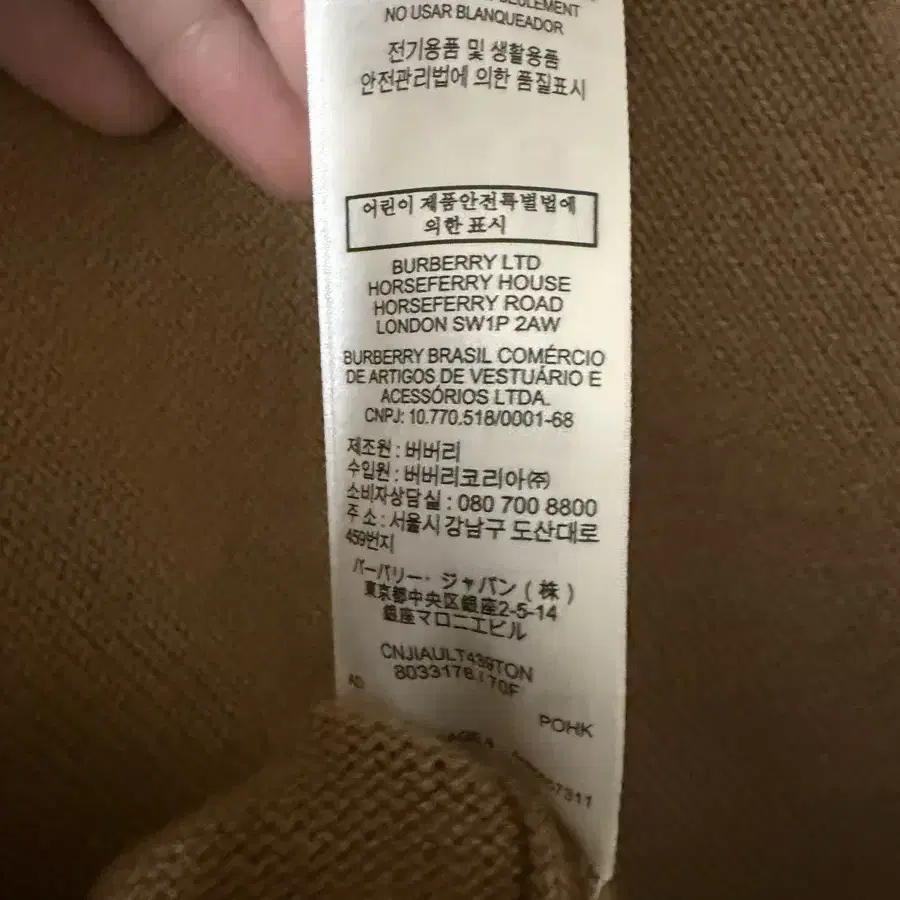 SEULEMENT
NO USAR BLANQUEADOR
전기용품 및 생활용품
안전관리법에 의한 품질표시
어린이 제품안전특별법에
의한 표시
BURBERRY LTD
HORSEFERRY HOUSE
HORSEFERRY ROAD
LONDON SW1P 2AW
BURBERRY BRASIL COMÉRCIO
DE ARTIGOS DE VESTUÁRIO E
ACESSÓRIOS LTDA.
CNPJ: 10.770.518/0001-68
제조원 : 버버리
수입원 : 버버리코리아㈜
소비자상담실 : 080 700 8800
주 소 : 서울시 강남구 도산대로
459번지
バーバリー・ジャパン(株)
東京都中央区銀座2-5-14
銀座マロニエビル
CNJIAULT439TON
POHK